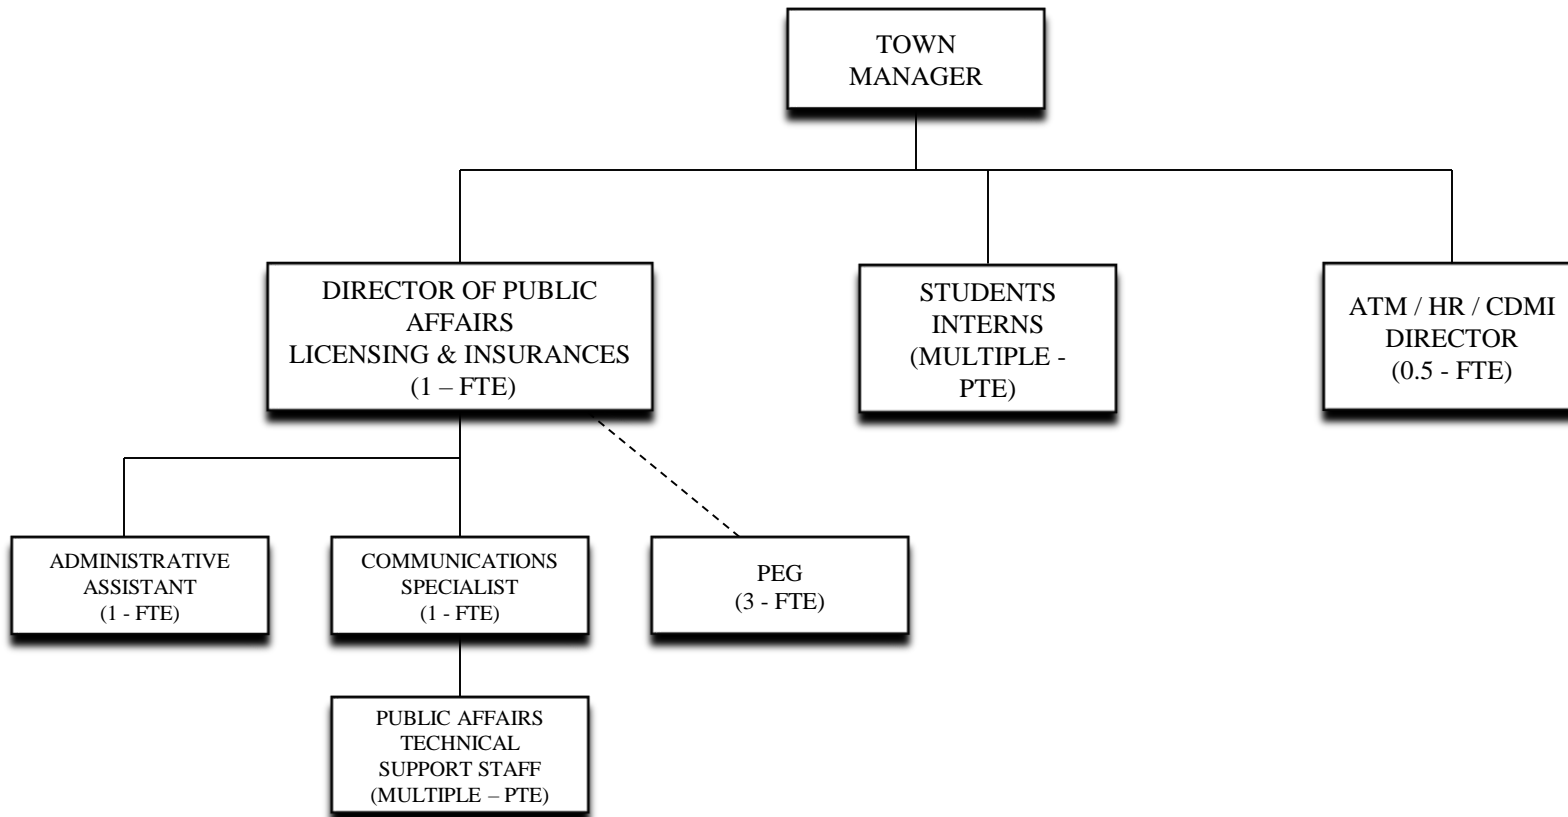 TOWN
MANAGER
DIRECTOR OF PUBLIC
AFFAIRS
LICENSING & INSURANCES
(1 – FTE)
STUDENTS
INTERNS
(MULTIPLE -
PTE)
ATM / HR / CDMI
DIRECTOR
(0.5 - FTE)
ADMINISTRATIVE
ASSISTANT
(1 - FTE)
COMMUNICATIONS
SPECIALIST
(1 - FTE)
PEG
(3 - FTE)
PUBLIC AFFAIRS
TECHNICAL
SUPPORT STAFF
(MULTIPLE – PTE)